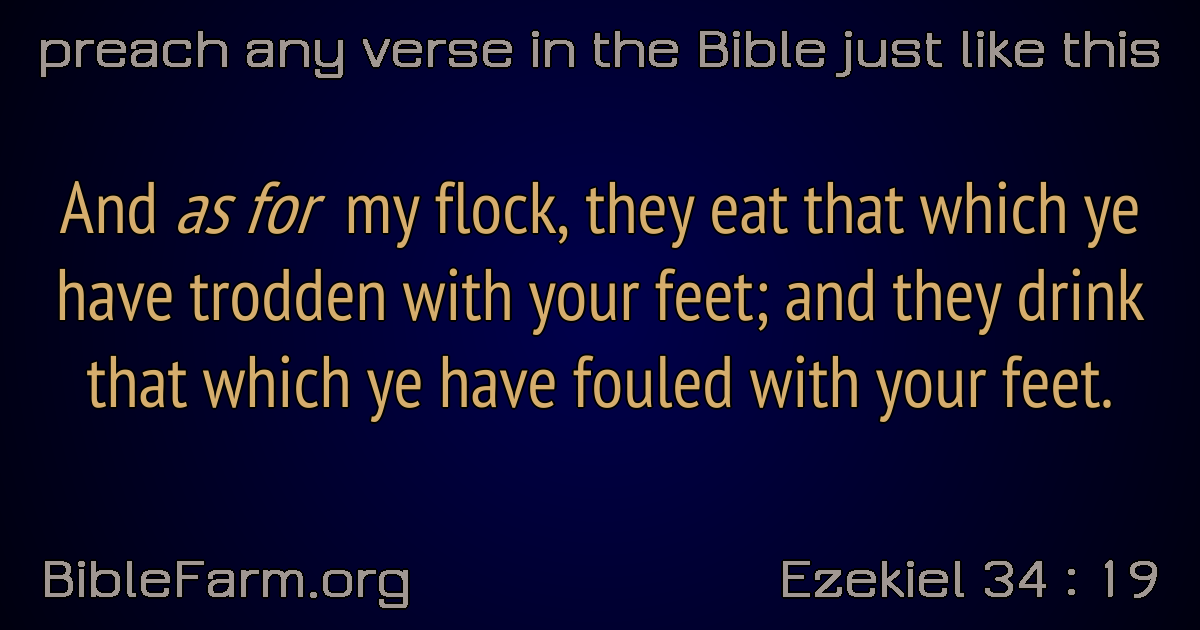 preach any verse in the Bible just like this
And as for my flock, they eat that which ye
have trodden with your feet; and they drink
that which ye have fouled with your feet.
BibleFarm.org
Ezekiel 34 : 19